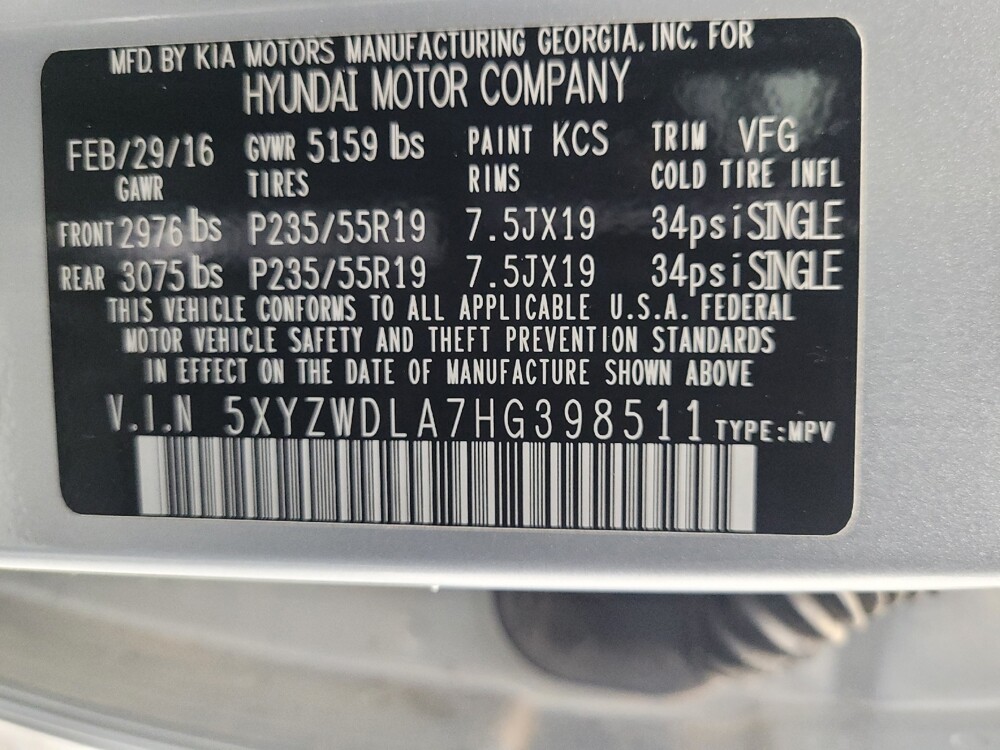 MFD. BY KIA MOTORS MANUFACTURING GEORGIA, INC, FOR
HYUNDAI MOTOR COMPANY
FEB/29/16 GVWR 5159 lbs PAINT KCS TRIM VFG
GAWR TIRES RIMS COLD TIRE INFL
FRONT 2976 lbs P235/55R19 7.5JX19 34psi SINGLE
REAR 3075 lbs P235/55R19 7.5JX19 34psi SINGLE
THIS VEHICLE CONFORMS TO ALL APPLICABLE U.S.A. FEDERAL
MOTOR VEHICLE SAFETY AND THEFT PREVENTION STANDARDS
IN EFFECT ON THE DATE OF MANUFACTURE SHOWN ABOVE
V.I.N 5XYZWDLA7HG398511 TYPE:MPV